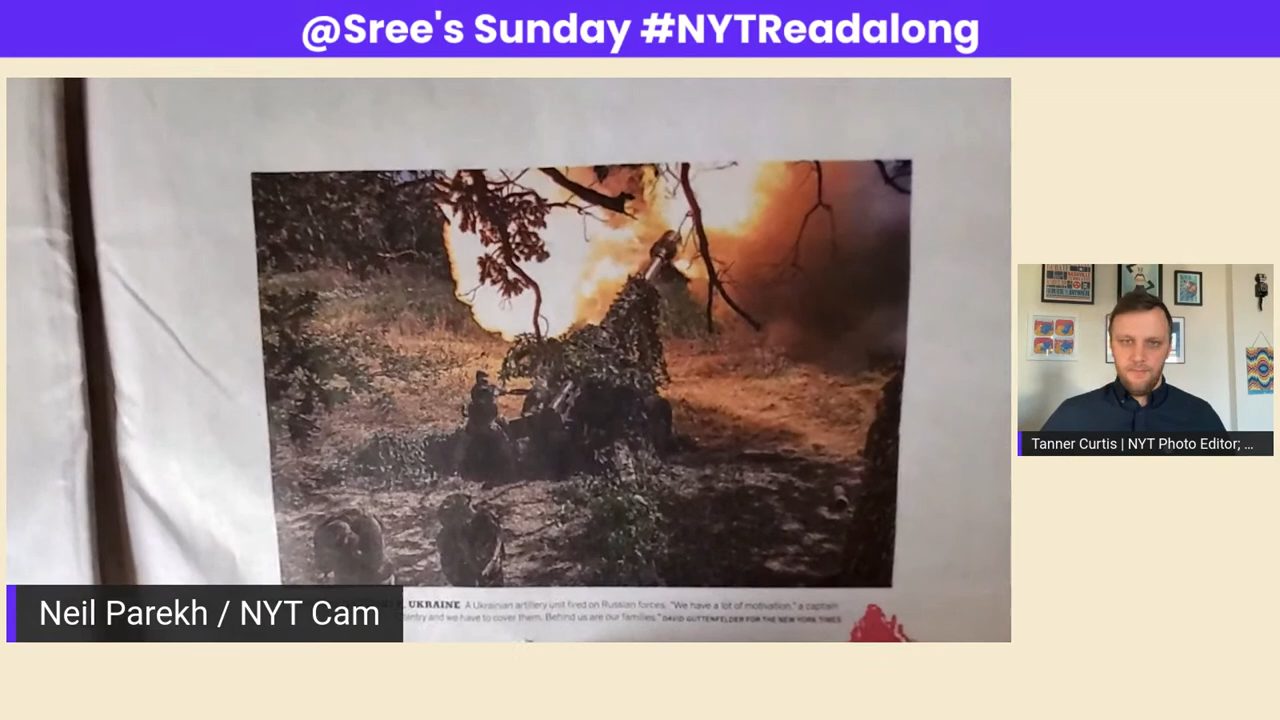 @Sree's Sunday #NYTReadalong
Neil Parekh / NYT Cam
UKRAINE A Ukrainian artillery unit fired on Russian forces. "We have a lot of motivation," a captain
and we have to cover them. Behind us are our families." DAVID GUTTENFELDER FOR THE NEW YORK TIMES
Tanner Curtis | NYT Photo Editor; ...